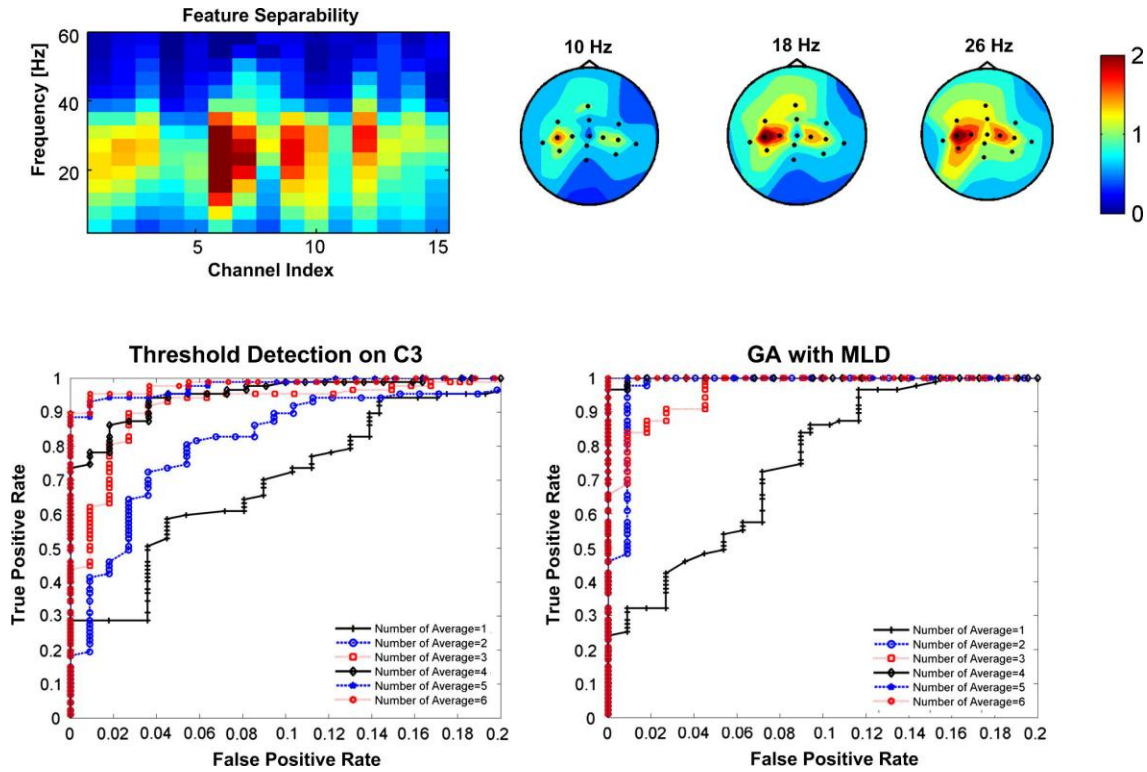 Feature Separability
60
40
20
Frequency [Hz]
5
10
15
Channel Index
10 Hz
18 Hz
26 Hz
2
1
0
Threshold Detection on C3
1
0.9
0.8
0.7
0.6
0.5
0.4
0.3
0.2
0.1
0
True Positive Rate
Number of Average=1
Number of Average=2
Number of Average=3
Number of Average=4
Number of Average=5
Number of Average=6
0 0.02 0.04 0.06 0.08 0.10 0.12 0.14 0.16 0.18 0.2
False Positive Rate
GA with MLD
1
0.9
0.8
0.7
0.6
0.5
0.4
0.3
0.2
0.1
0
True Positive Rate
Number of Average=1
Number of Average=2
Number of Average=3
Number of Average=4
Number of Average=5
Number of Average=6
0 0.02 0.04 0.06 0.08 0.10 0.12 0.14 0.16 0.18 0.2
False Positive Rate